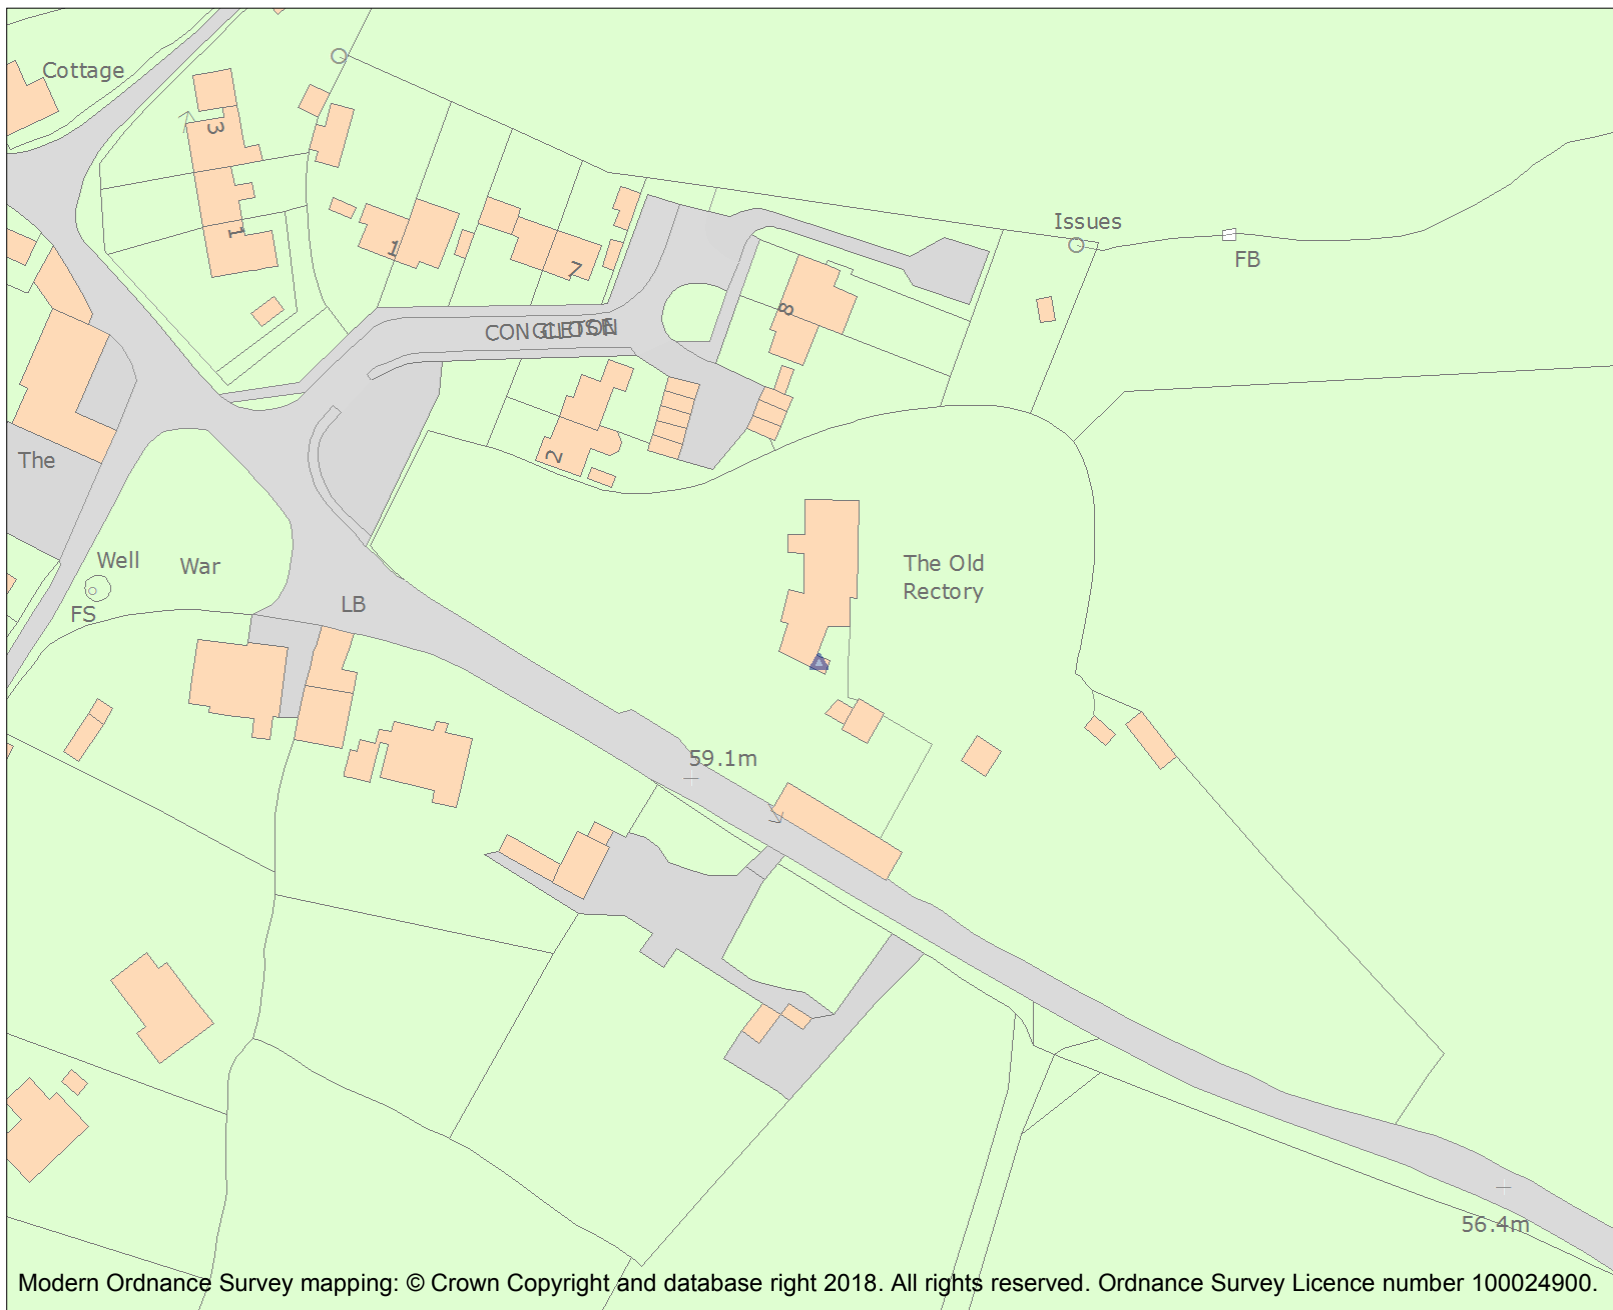 Cottage
3
1
Issues
FB
1
7
8
CONGLETON
CLOSE
2
The
Well
War
FS
LB
The Old
Rectory
59.1m
56.4m
Modern Ordnance Survey mapping: © Crown Copyright and database right 2018. All rights reserved. Ordnance Survey Licence number 100024900.